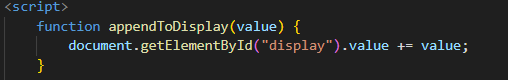 <script>
function appendToDisplay(value) {
document.getElementById("display").value += value;
}